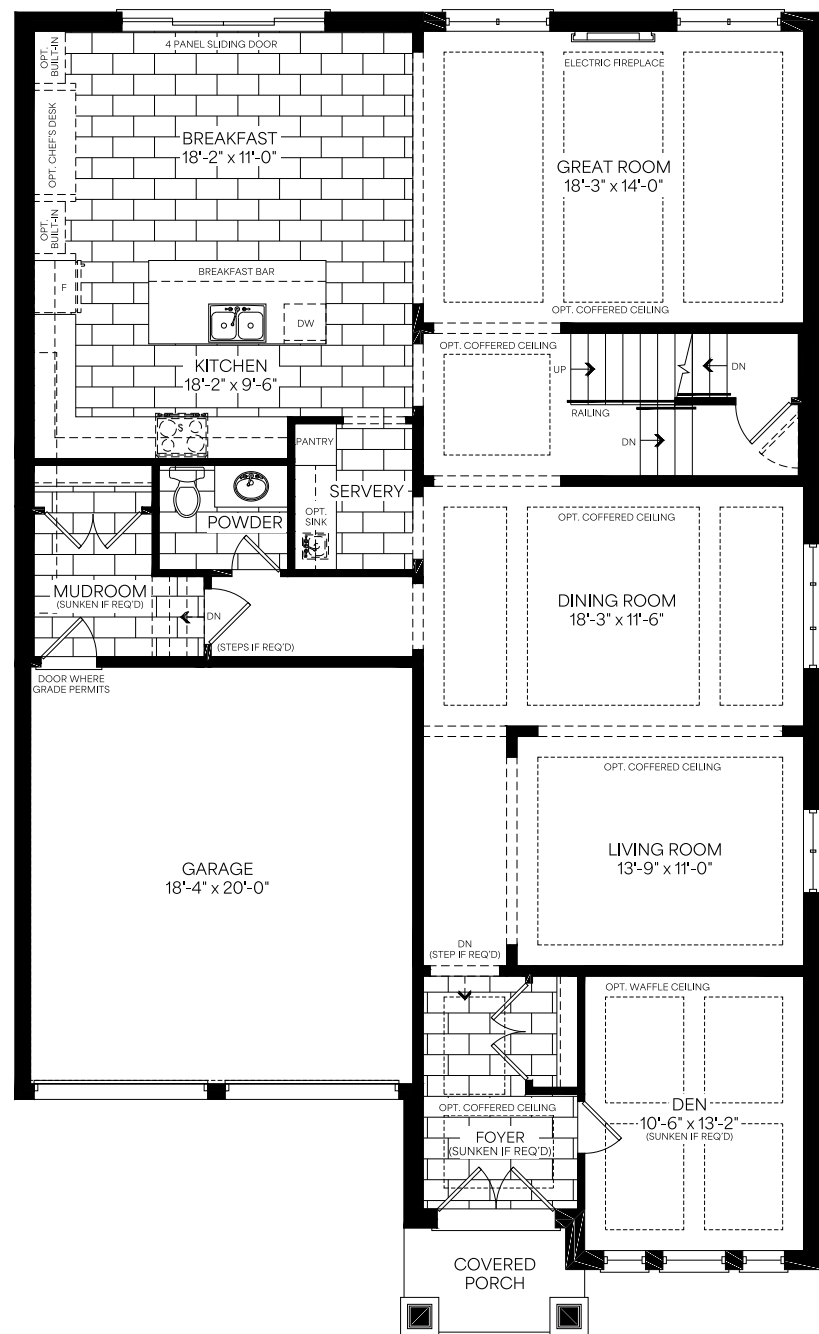 4 PANEL SLIDING DOOR
OPT.
BUILT-IN
OPT. CHEF'S DESK
OPT.
BUILT-IN
BREAKFAST
18'-2" x 11'-0"
ELECTRIC FIREPLACE
GREAT ROOM
18'-3" x 14'-0"
OPT. COFFERED CEILING
F
BREAKFAST BAR
DW
KITCHEN
18'-2" x 9'-6"
S
OPT. COFFERED CEILING
UP
DN
RAILING
DN
PANTRY
SERVERY
OPT.
SINK
POWDER
OPT. COFFERED CEILING
DINING ROOM
18'-3" x 11'-6"
MUDROOM
(SUNKEN IF REQ'D)
DN
(STEPS IF REQ'D)
DOOR WHERE
GRADE PERMITS
OPT. COFFERED CEILING
LIVING ROOM
13'-9" x 11'-0"
GARAGE
18'-4" x 20'-0"
DN
(STEP IF REQ'D)
OPT. WAFFLE CEILING
DEN
10'-6" x 13'-2"
(SUNKEN IF REQ'D)
OPT. COFFERED CEILING
FOYER
(SUNKEN IF REQ'D)
COVERED
PORCH